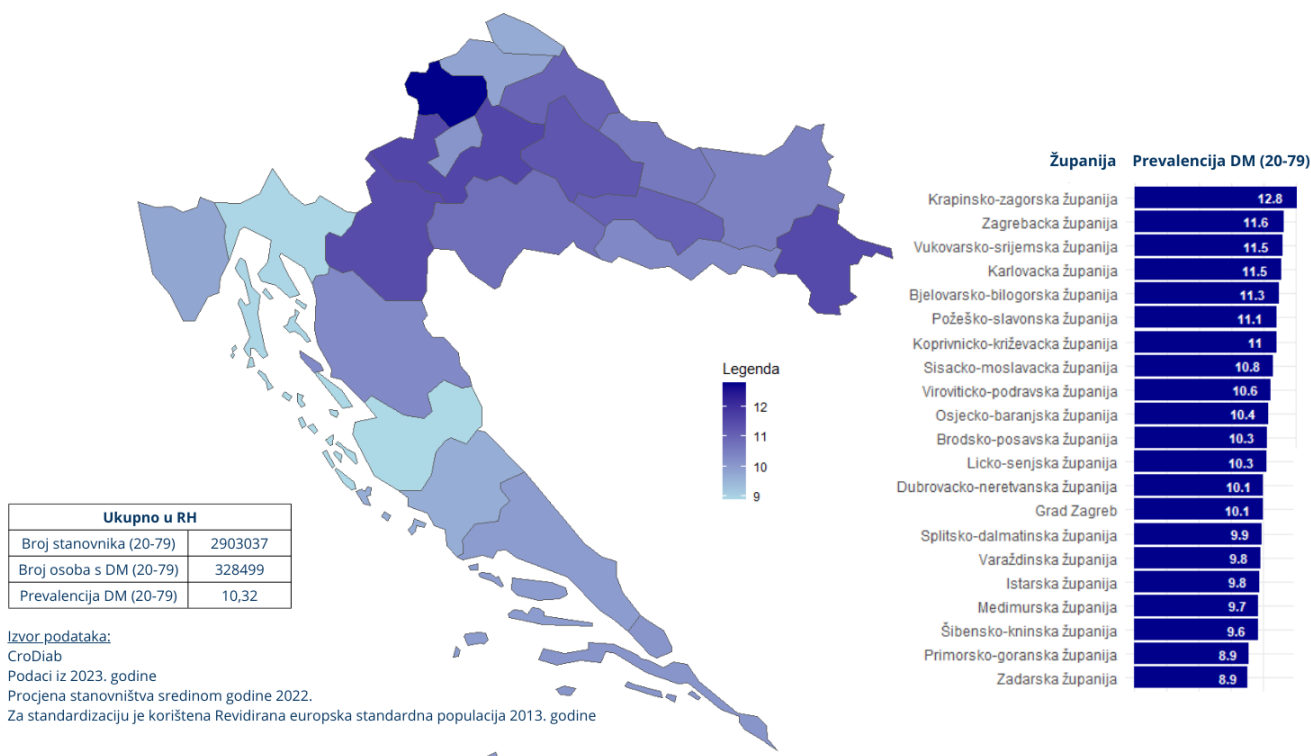 Županija Prevalencija DM (20-79)
Krapinsko-zagorska županija 12.8
Zagrebacka županija 11.6
Vukovarsko-srijemska županija 11.5
Karlovacka županija 11.5
Bjelovarsko-bilogorska županija 11.3
Požeško-slavonska županija 11.1
Koprivnicko-križevacka županija 11
Sisacko-moslavacka županija 10.8
Viroviticko-podravska županija 10.6
Osjecko-baranjska županija 10.4
Brodsko-posavska županija 10.3
Licko-senjska županija 10.3
Dubrovacko-neretvanska županija 10.1
Grad Zagreb 10.1
Splitsko-dalmatinska županija 9.9
Varaždinska županija 9.8
Istarska županija 9.8
Medimurska županija 9.7
Šibensko-kninska županija 9.6
Primorsko-goranska županija 8.9
Zadarska županija 8.9
Legenda
12
11
10
9
Ukupno u RH
Broj stanovnika (20-79) 2903037
Broj osoba s DM (20-79) 328499
Prevalencija DM (20-79) 10,32
Izvor podataka:
CroDiab
Podaci iz 2023. godine
Procjena stanovništva sredinom godine 2022.
Za standardizaciju je korištena Revidirana europska standardna populacija 2013. godine